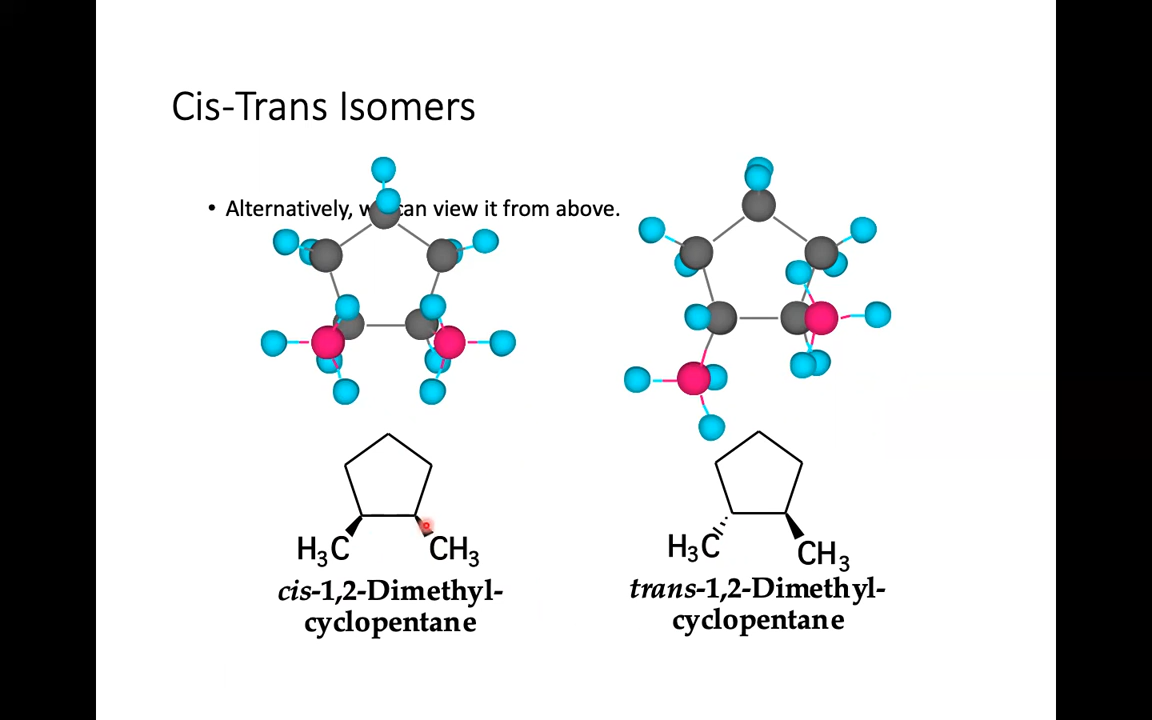 Cis-Trans Isomers
• Alternatively, can view it from above.
H3C CH3
H3C CH3
cis-1,2-Dimethyl-
cyclopentane
trans-1,2-Dimethyl-
cyclopentane